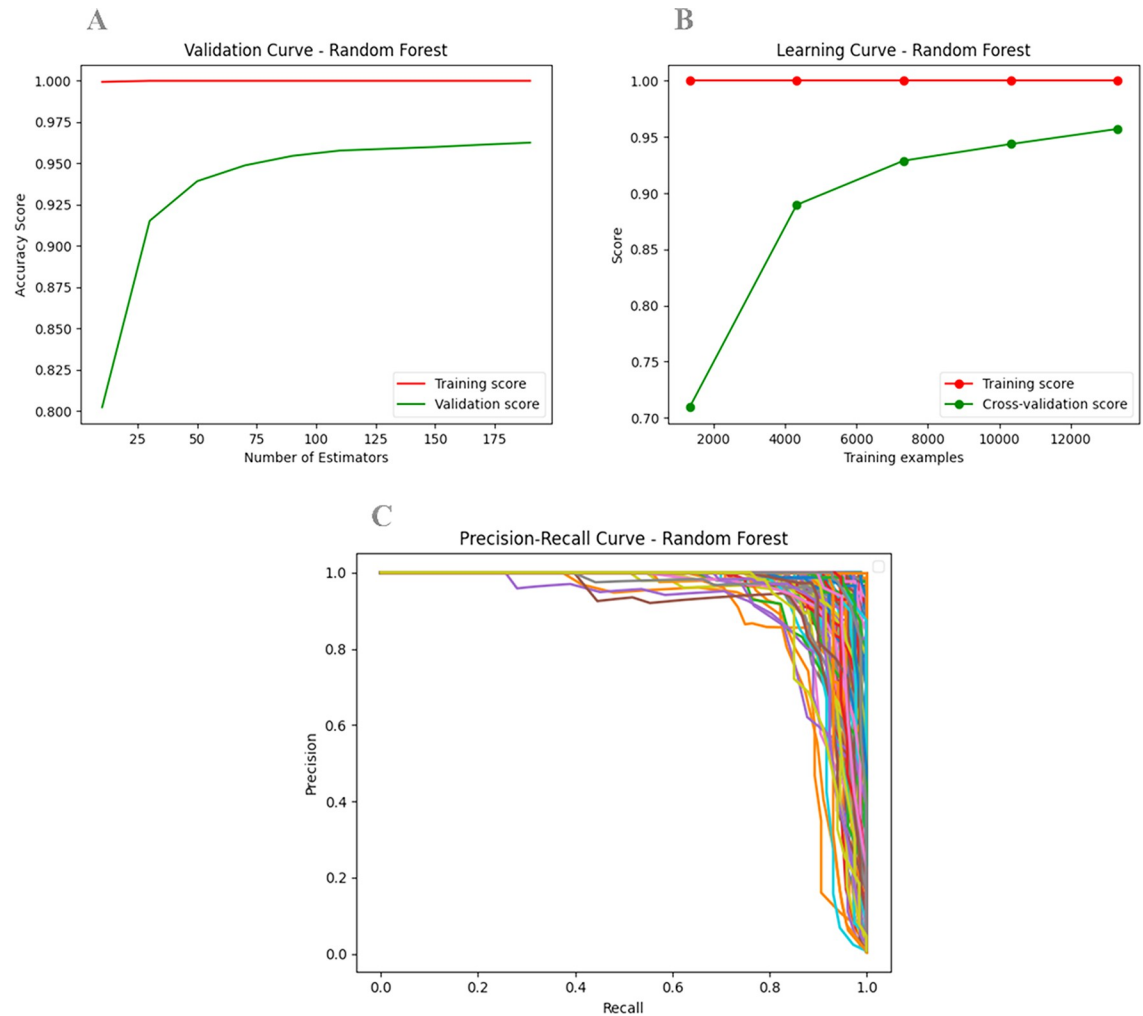 A
B
Validation Curve - Random Forest
Learning Curve - Random Forest
1.000
0.975
0.950
0.925
0.900
0.875
0.850
0.825
0.800
Accuracy Score
Training score
Validation score
25 50 75 100 125 150 175
Number of Estimators
1.00
0.95
0.90
0.85
0.80
0.75
0.70
Score
Training score
Cross-validation score
2000 4000 6000 8000 10000 12000
Training examples
C
Precision-Recall Curve - Random Forest
1.0
0.8
0.6
0.4
0.2
0.0
Precision
0.0 0.2 0.4 0.6 0.8 1.0
Recall